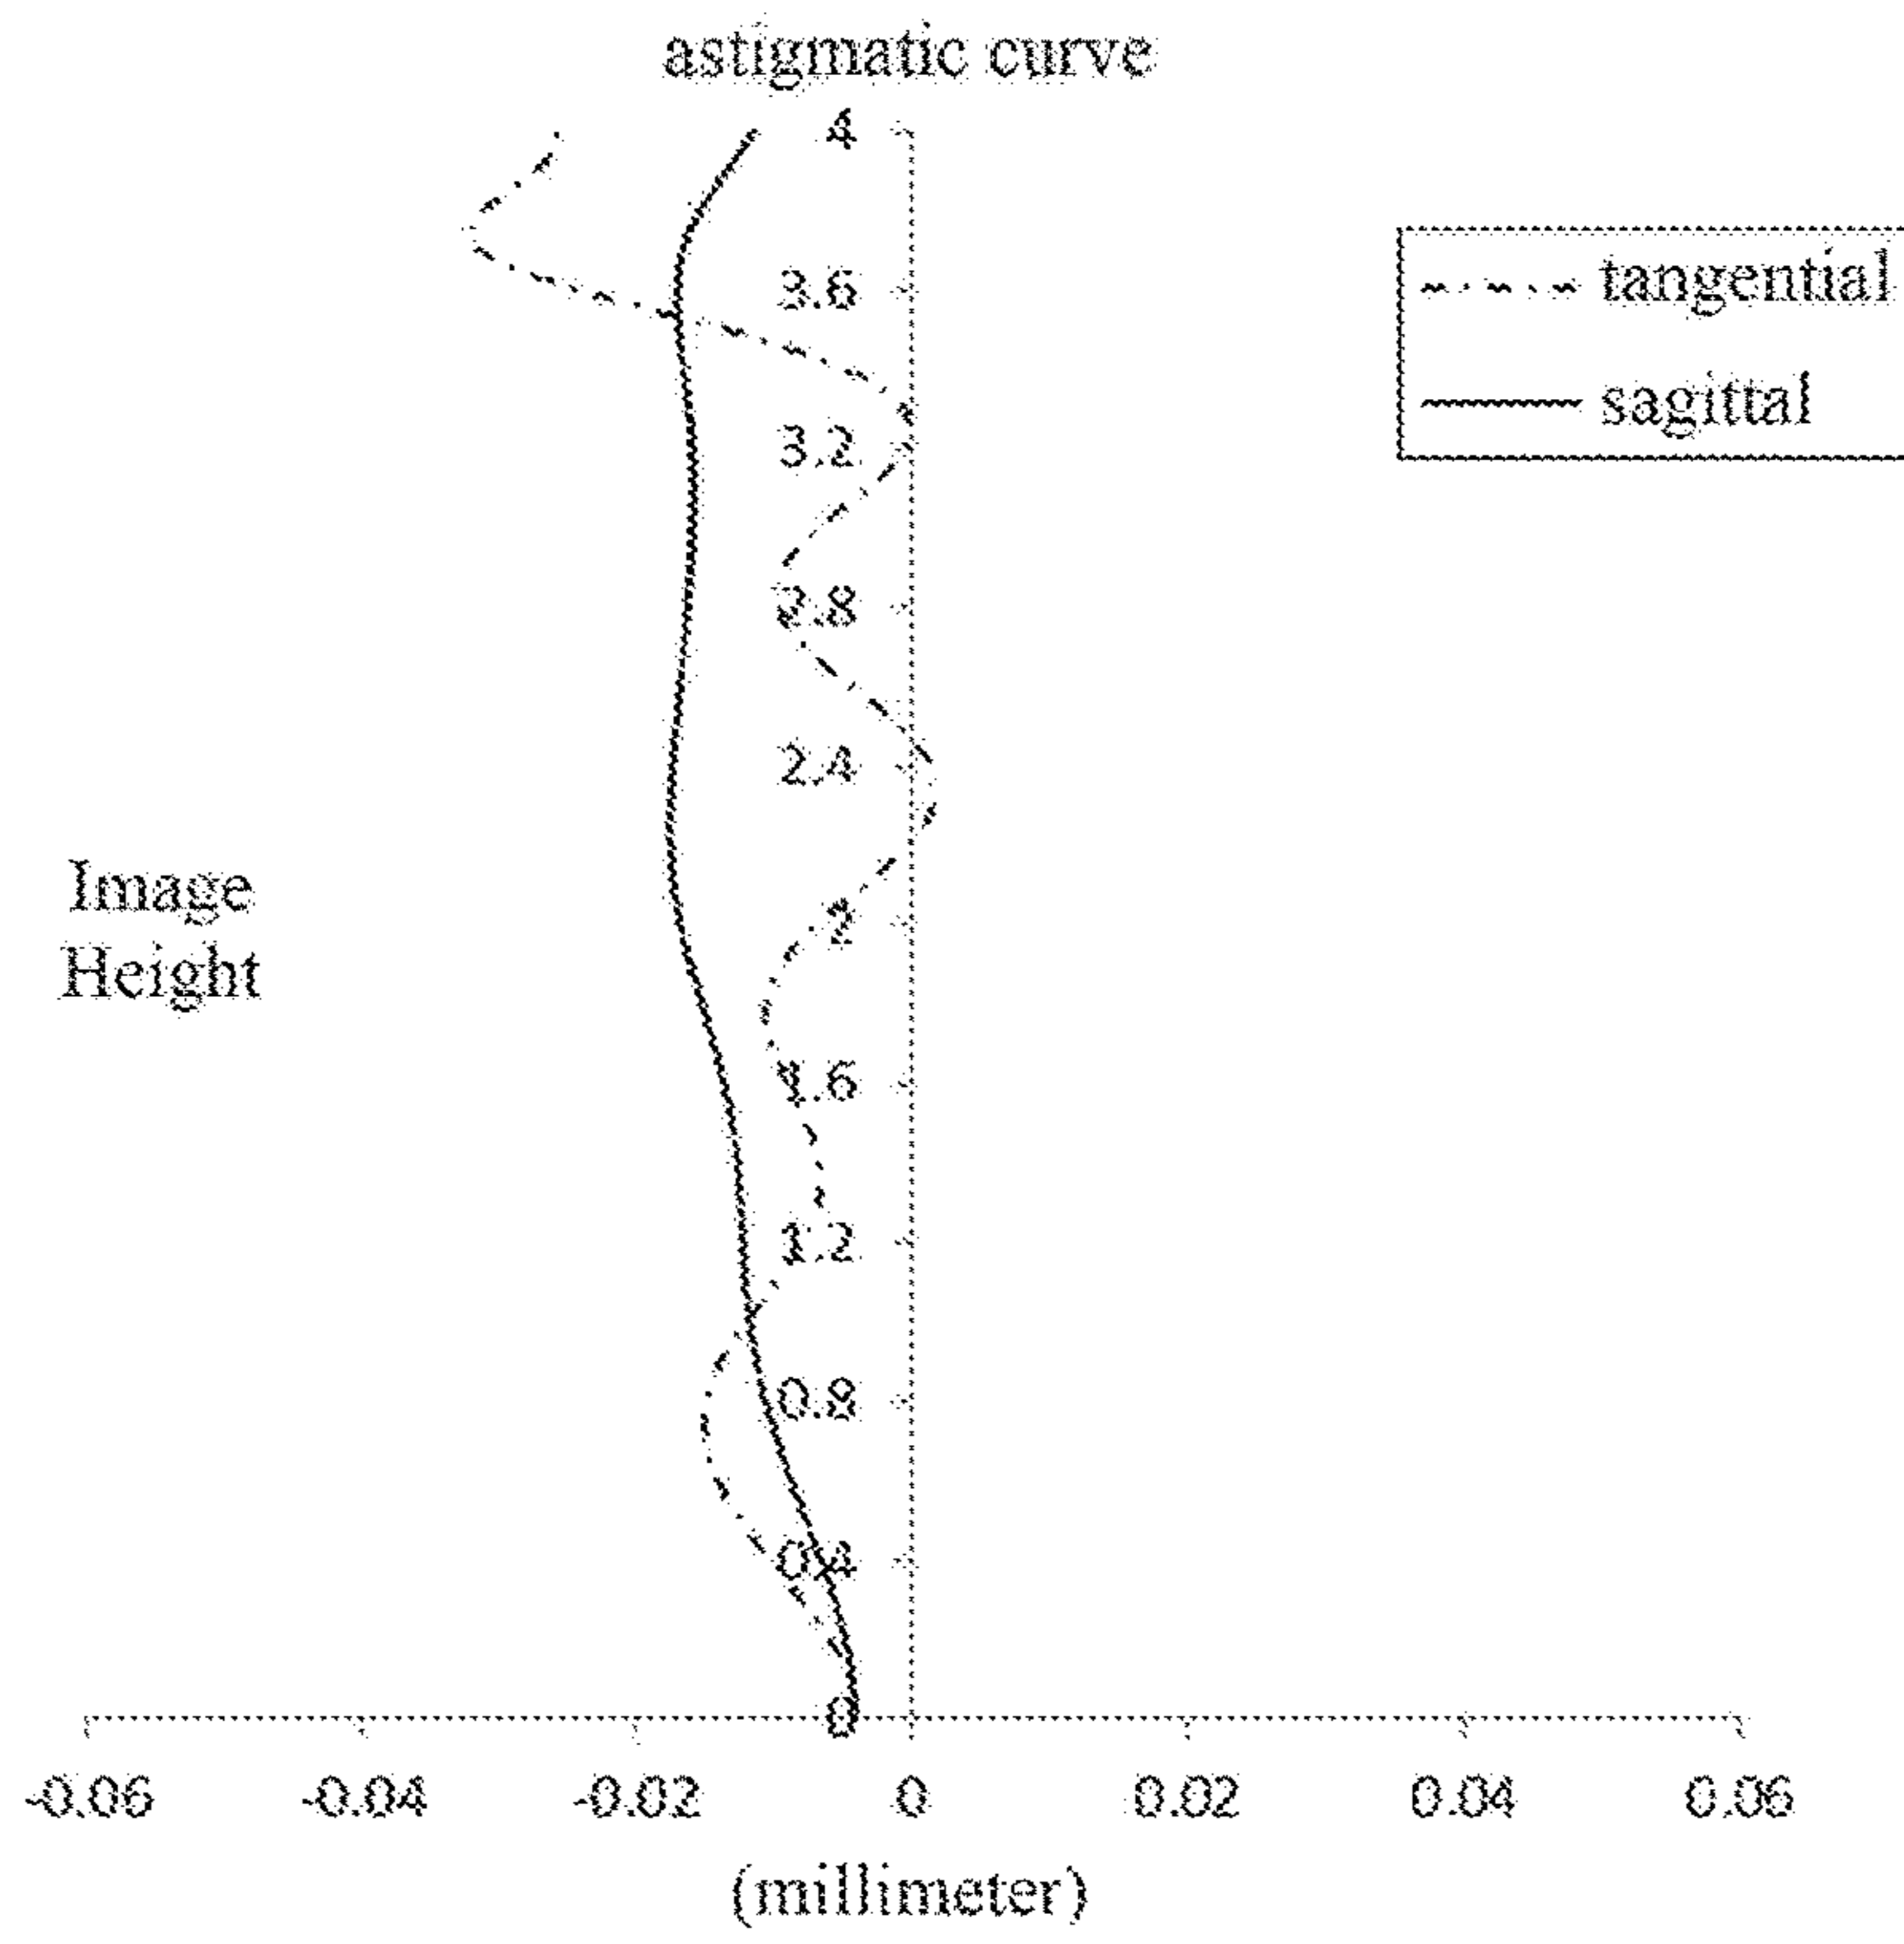 astigmatic curve
4
3.6
3.2
2.8
2.4
2
1.6
1.2
0.8
0.4
0
tangential
sagittal
Image
Height
-0.06 -0.04 -0.02 0 0.02 0.04 0.06
(millimeter)